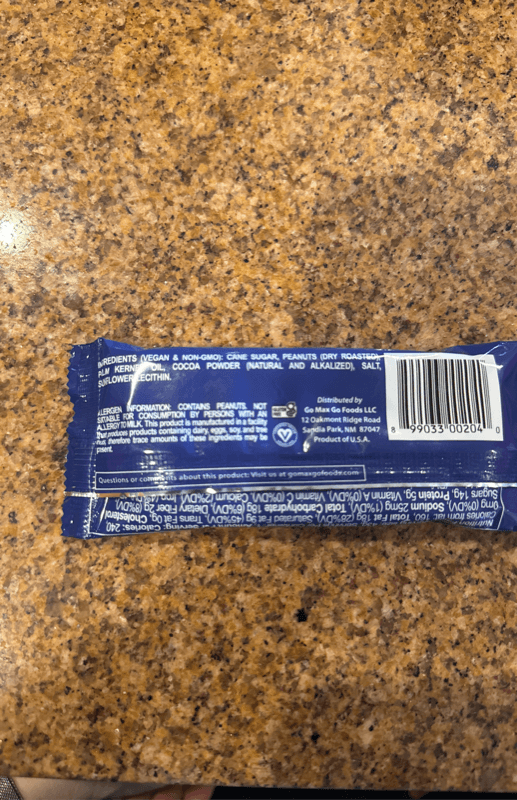 INGREDIENTS (VEGAN & NON-GMO): CANE SUGAR, PEANUTS (DRY ROASTED),
PALM KERNEL OIL, COCOA POWDER (NATURAL AND ALKALIZED), SALT,
SUNFLOWER LECITHIN.
ALLERGEN INFORMATION: CONTAINS PEANUTS. NOT
SUITABLE FOR CONSUMPTION BY PERSONS WITH AN
ALLERGY TO MILK. This product is manufactured in a facility
that produces products containing dairy, eggs, soy, and tree
nuts, therefore trace amounts of these ingredients may be
present.
Distributed by
Go Max Go Foods LLC
12 Oakmont Ridge Road
Sandia Park, NM 87047
Product of U.S.A.
8 99033 00204 0
Questions or comments about this product: Visit us at gomaxgofoods.com
Calories: 240,
Calories from fat: 160, Total Fat 18g (28%DV), Saturated Fat 9g (45%DV), Trans Fat 0g, Cholesterol
0mg (0%DV), Sodium 25mg (1%DV), Total Carbohydrate 18g (6%DV), Dietary Fiber 2g (8%DV),
Sugars 14g, Protein 5g, Vitamin A (0%DV), Vitamin C (0%DV), Calcium (2%DV),